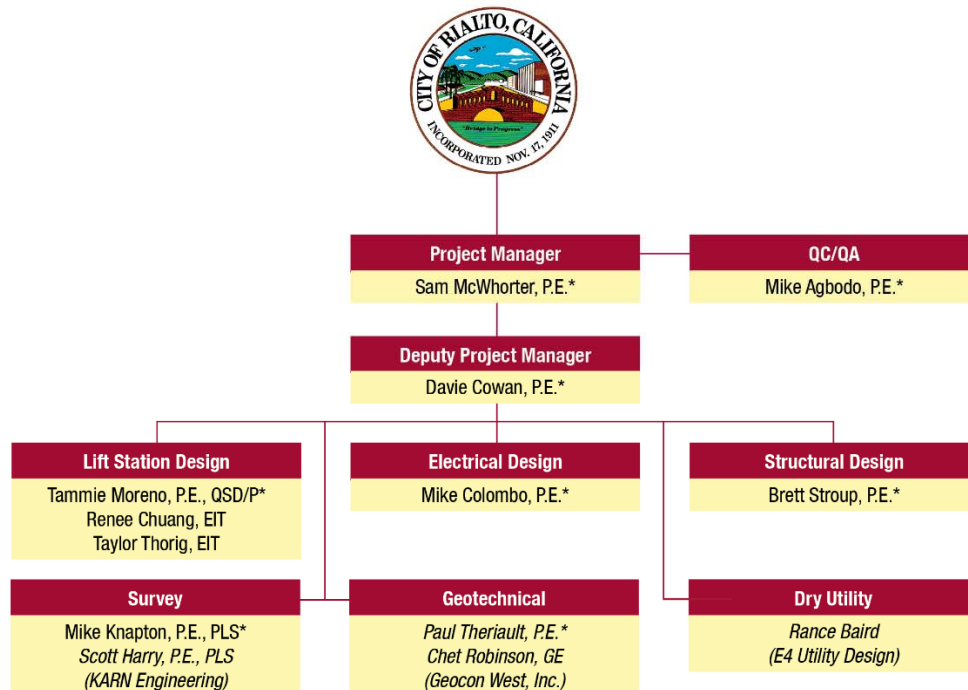 CITY OF RIALTO, CALIFORNIA
"Bridge to Progress"
INCORPORATED NOV. 17, 1911
Project Manager
Sam McWhorter, P.E.*
QC/QA
Mike Agbodo, P.E.*
Deputy Project Manager
Davie Cowan, P.E.*
Lift Station Design
Tammie Moreno, P.E., QSD/P*
Renee Chuang, EIT
Taylor Thorig, EIT
Electrical Design
Mike Colombo, P.E.*
Structural Design
Brett Stroup, P.E.*
Survey
Mike Knapton, P.E., PLS*
Scott Harry, P.E., PLS
(KARN Engineering)
Geotechnical
Paul Theriault, P.E.*
Chet Robinson, GE
(Geocon West, Inc.)
Dry Utility
Rance Baird
(E4 Utility Design)